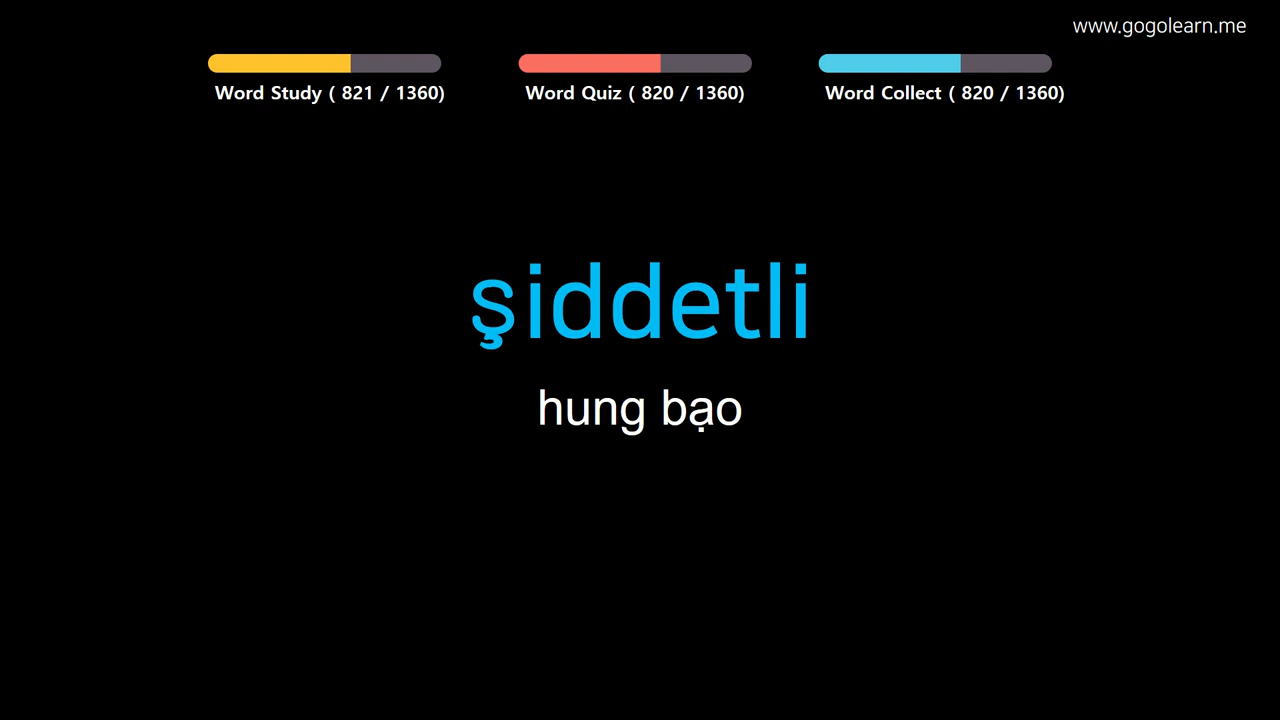 www.gogolearn.me
Word Study ( 821 / 1360)
Word Quiz ( 820 / 1360)
Word Collect ( 820 / 1360)
şiddetli
hung bạo